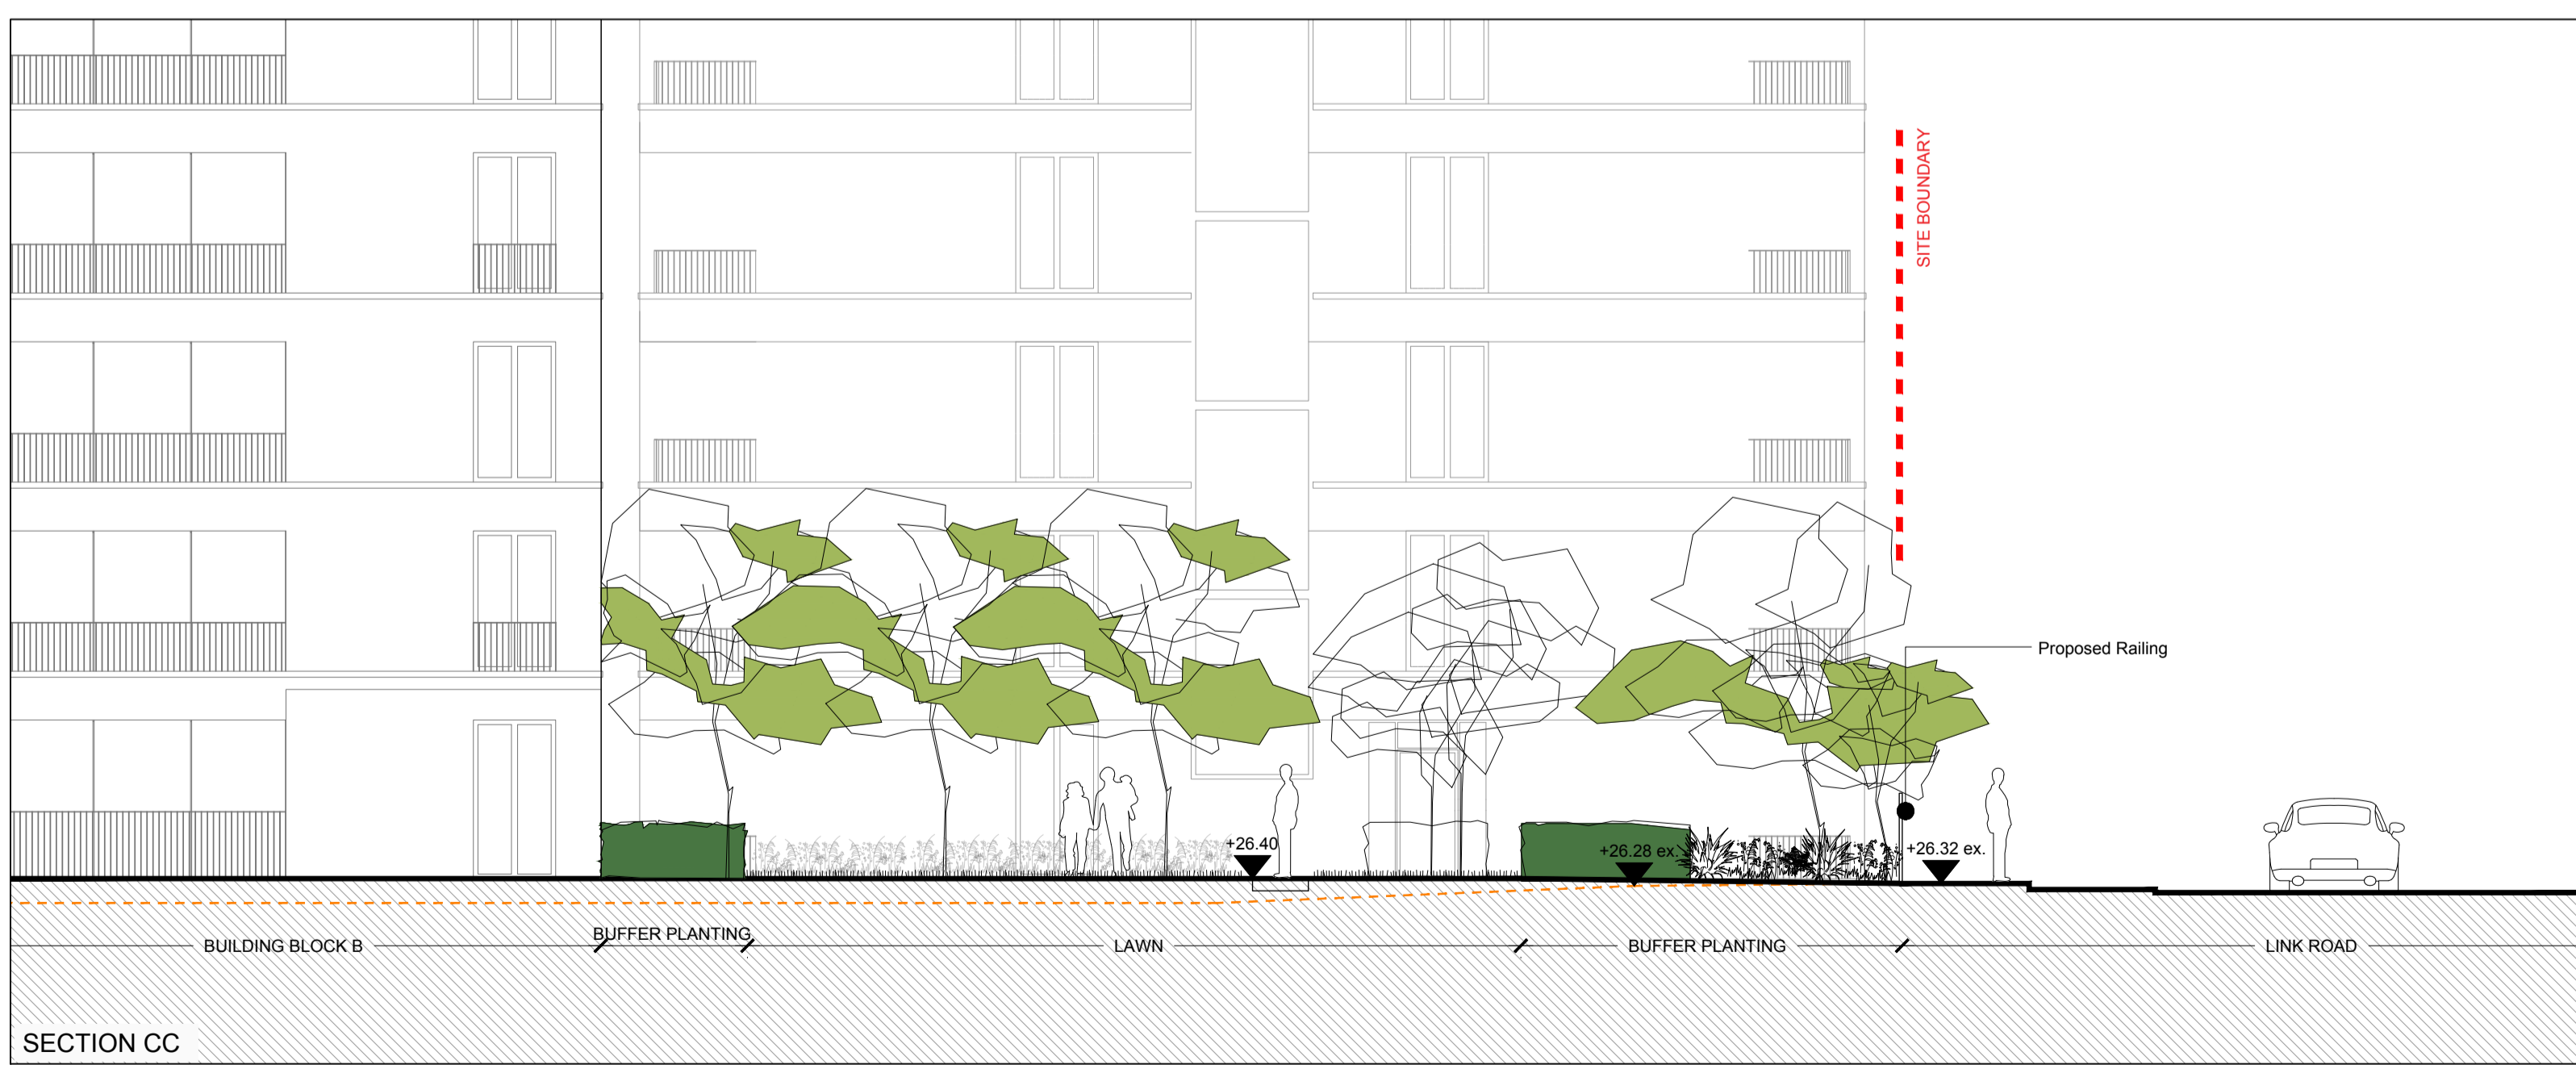 SITE BOUNDARY
Proposed Railing
+26.40
+26.28 ex.
+26.32 ex.
BUILDING BLOCK B
BUFFER PLANTING
LAWN
BUFFER PLANTING
LINK ROAD
SECTION CC